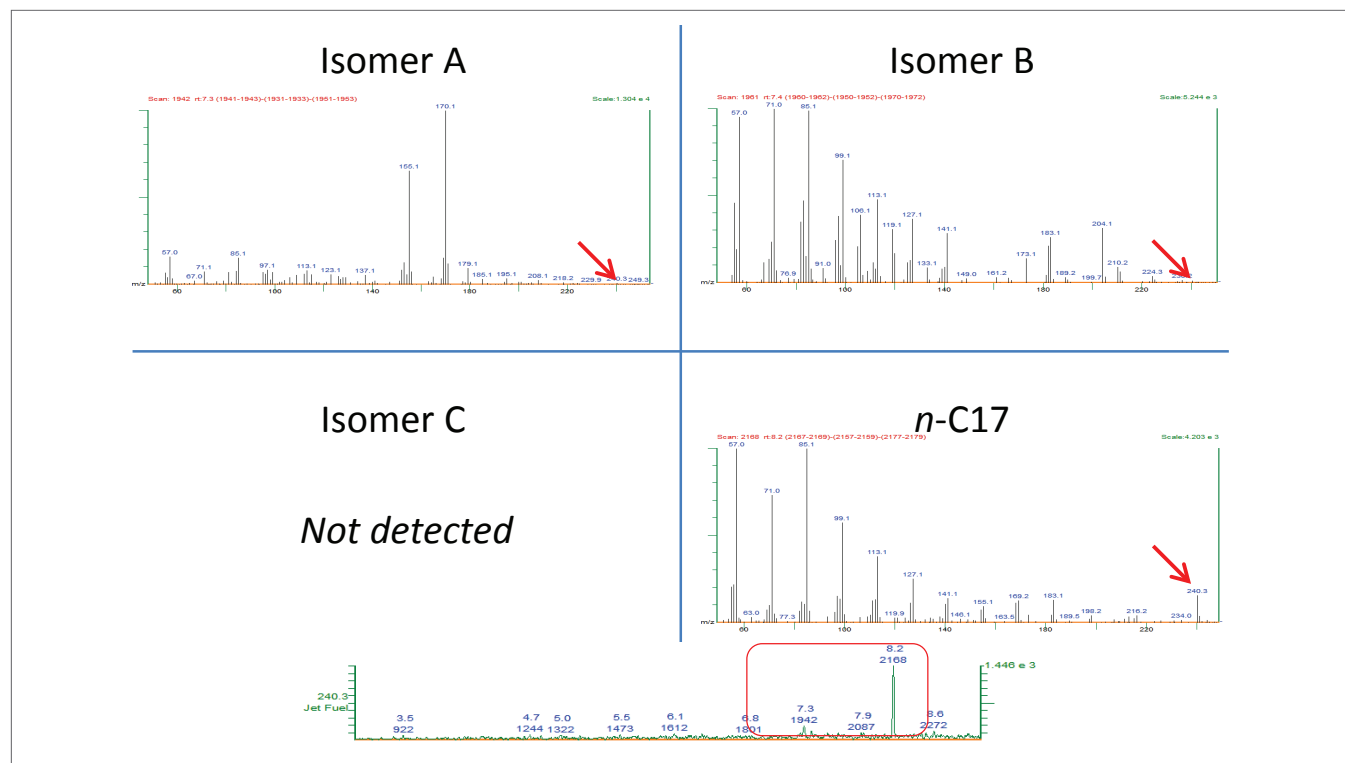 Isomer A
Scan: 1942 rt:7.3 (1941-1943)-(1931-1933)-(1951-1953) Scale:1.304 e 4
170.1
155.1
57.0 67.0 71.1 85.1 97.1 113.1 123.1 137.1 179.1 185.1 195.1 208.1 218.2 229.9 249.3
m/z 60 100 140 180 220
Isomer B
Scan: 1961 rt:7.4 (1960-1962)-(1950-1952)-(1970-1972) Scale:5.244 e 3
57.0 71.0 85.1
99.1
76.9 91.0 106.1 113.1 119.1 127.1 133.1 141.1 149.0 161.2 173.1 183.1 189.2 199.7 204.1 210.2 224.3
m/z 60 100 140 180 220
Isomer C
Not detected
n-C17
Scan: 2168 rt:8.2 (2167-2169)-(2157-2159)-(2177-2179) Scale:4.203 e 3
57.0 85.1
71.0
99.1
63.0 77.3 113.1 119.9 127.1 141.1 146.1 155.1 163.5 169.2 183.1 189.5 198.2 216.2 234.0 240.3
m/z 60 100 140 180 220
240.3
Jet Fuel
1.446 e 3
3.5
922
4.7
1244
5.0
1322
5.5
1473
6.1
1612
6.8
1801
7.3
1942
7.9
2087
8.2
2168
8.6
2272